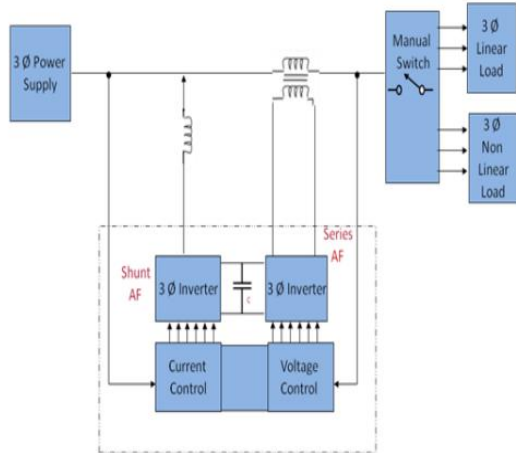 3 Ø Power
Supply
Manual
Switch
3 Ø
Linear
Load
3 Ø
Non
Linear
Load
Series
AF
Shunt
AF
3 Ø Inverter
C
3 Ø Inverter
Current
Control
Voltage
Control